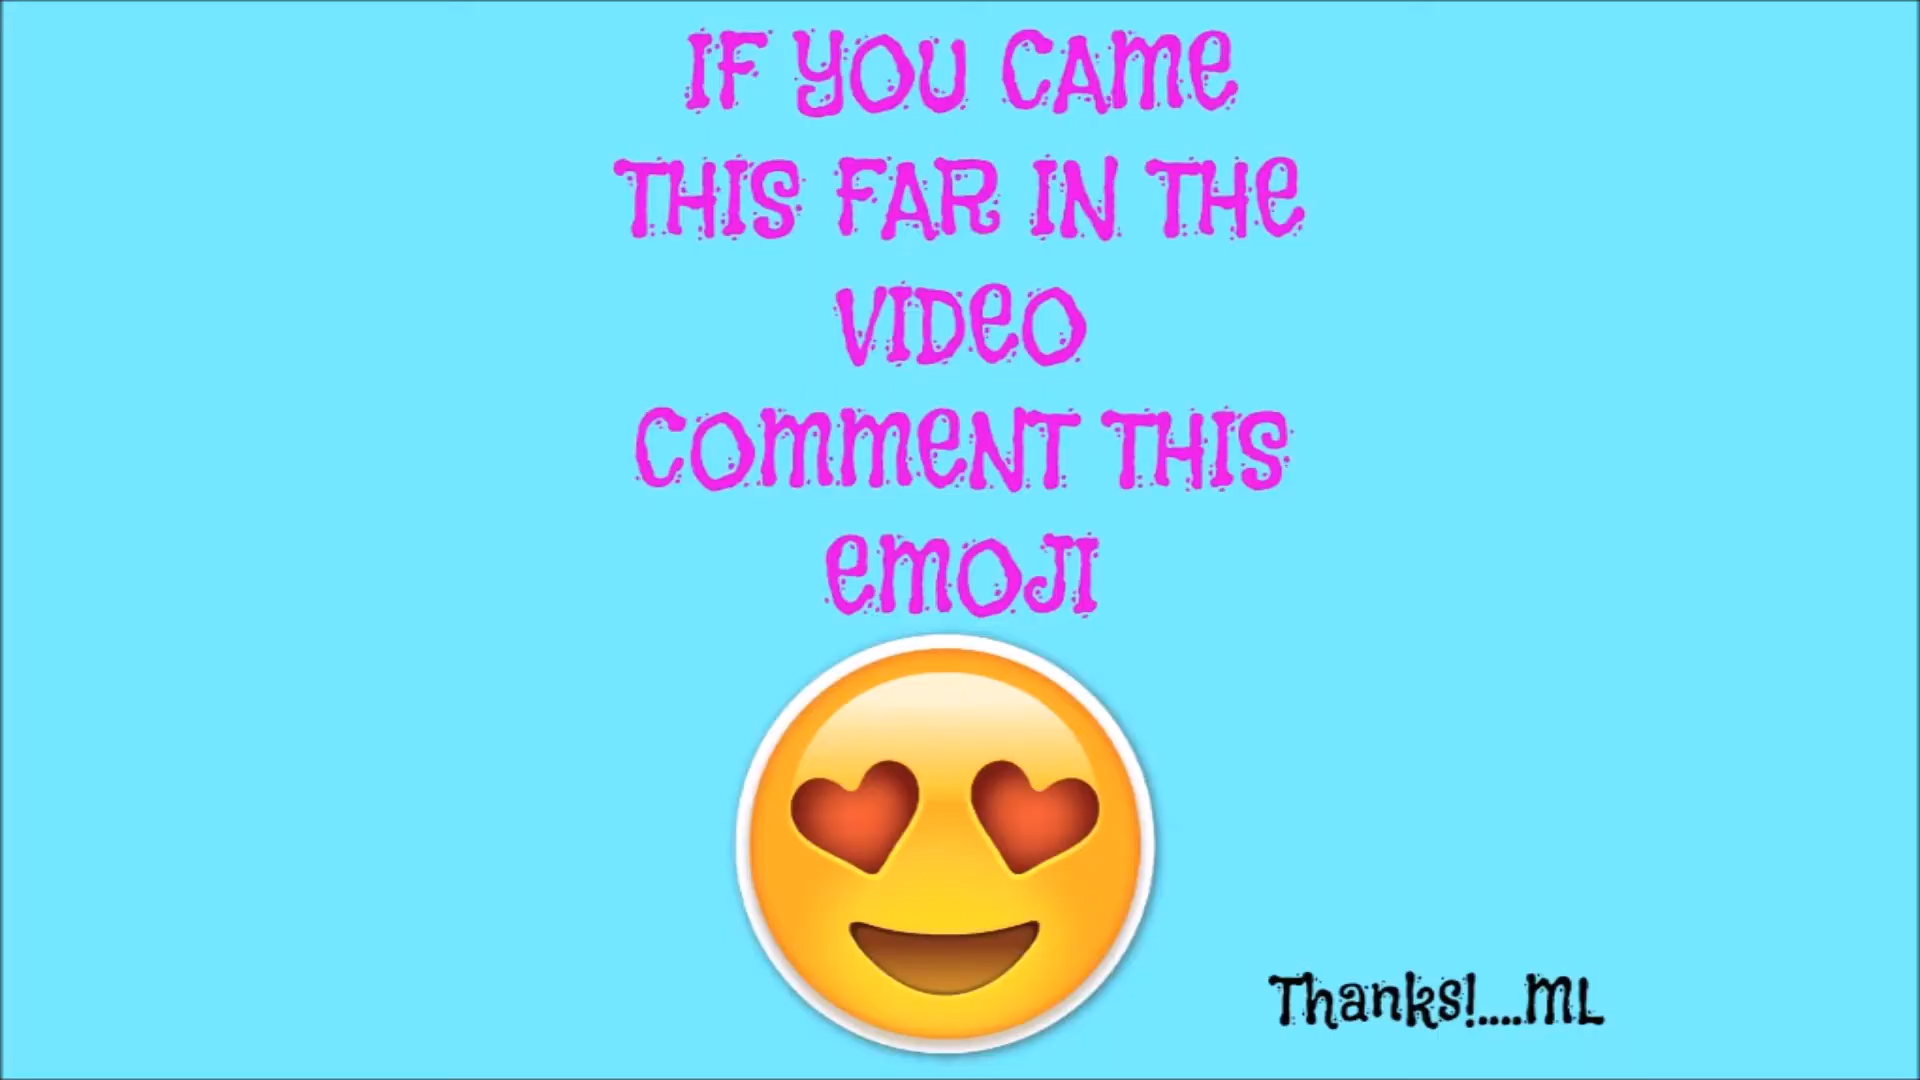 IF YOU CAME
THIS FAR IN THE
VIDEO
COMMENT THIS
EMOJI
Thanks!....ML